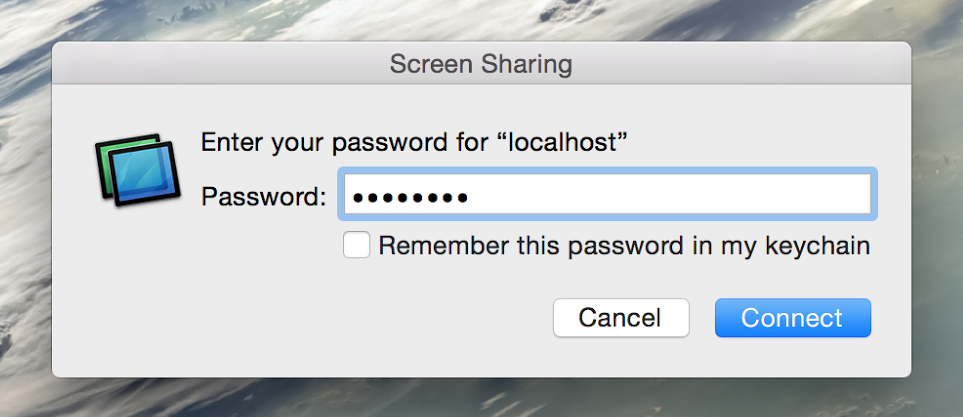 Screen Sharing
Enter your password for “localhost”
Password: ••••••••
Remember this password in my keychain
Cancel Connect